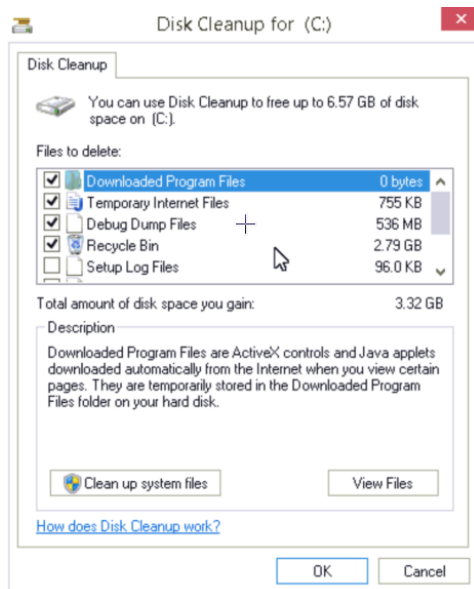 Disk Cleanup for (C:)
Disk Cleanup
You can use Disk Cleanup to free up to 6.57 GB of disk
space on (C:).
Files to delete:
Downloaded Program Files 0 bytes
Temporary Internet Files 755 KB
Debug Dump Files 536 MB
Recycle Bin 2.79 GB
Setup Log Files 96.0 KB
Total amount of disk space you gain: 3.32 GB
Description
Downloaded Program Files are ActiveX controls and Java applets
downloaded automatically from the Internet when you view certain
pages. They are temporarily stored in the Downloaded Program
Files folder on your hard disk.
Clean up system files View Files
How does Disk Cleanup work?
OK Cancel